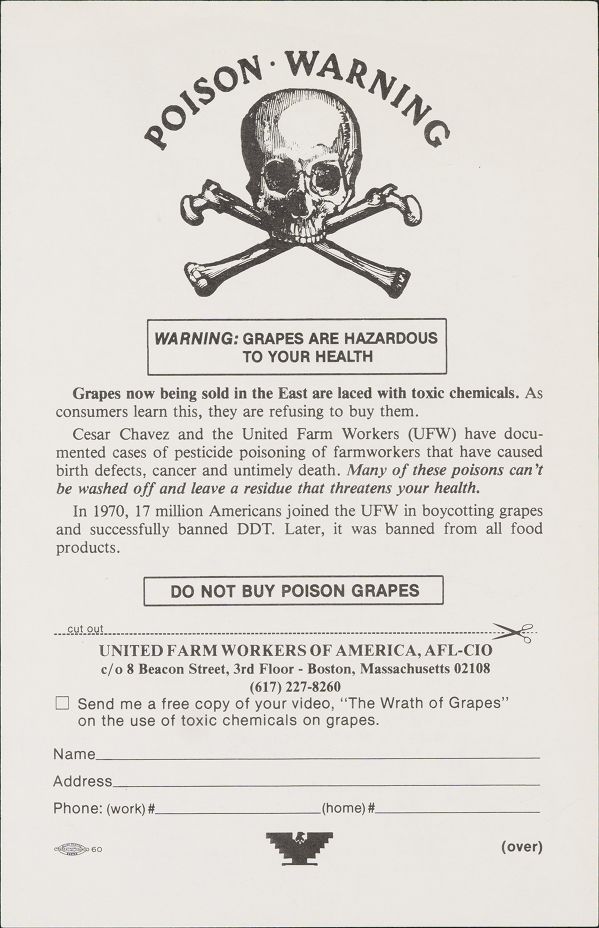 POISON · WARNING
WARNING: GRAPES ARE HAZARDOUS
TO YOUR HEALTH
Grapes now being sold in the East are laced with toxic chemicals. As
consumers learn this, they are refusing to buy them.
Cesar Chavez and the United Farm Workers (UFW) have docu-
mented cases of pesticide poisoning of farmworkers that have caused
birth defects, cancer and untimely death. Many of these poisons can't
be washed off and leave a residue that threatens your health.
In 1970, 17 million Americans joined the UFW in boycotting grapes
and successfully banned DDT. Later, it was banned from all food
products.
DO NOT BUY POISON GRAPES
cut out
UNITED FARM WORKERS OF AMERICA, AFL-CIO
c/o 8 Beacon Street, 3rd Floor - Boston, Massachusetts 02108
(617) 227-8260
☐ Send me a free copy of your video, "The Wrath of Grapes"
on the use of toxic chemicals on grapes.
Name
Address
Phone: (work)# (home)#
60
(over)